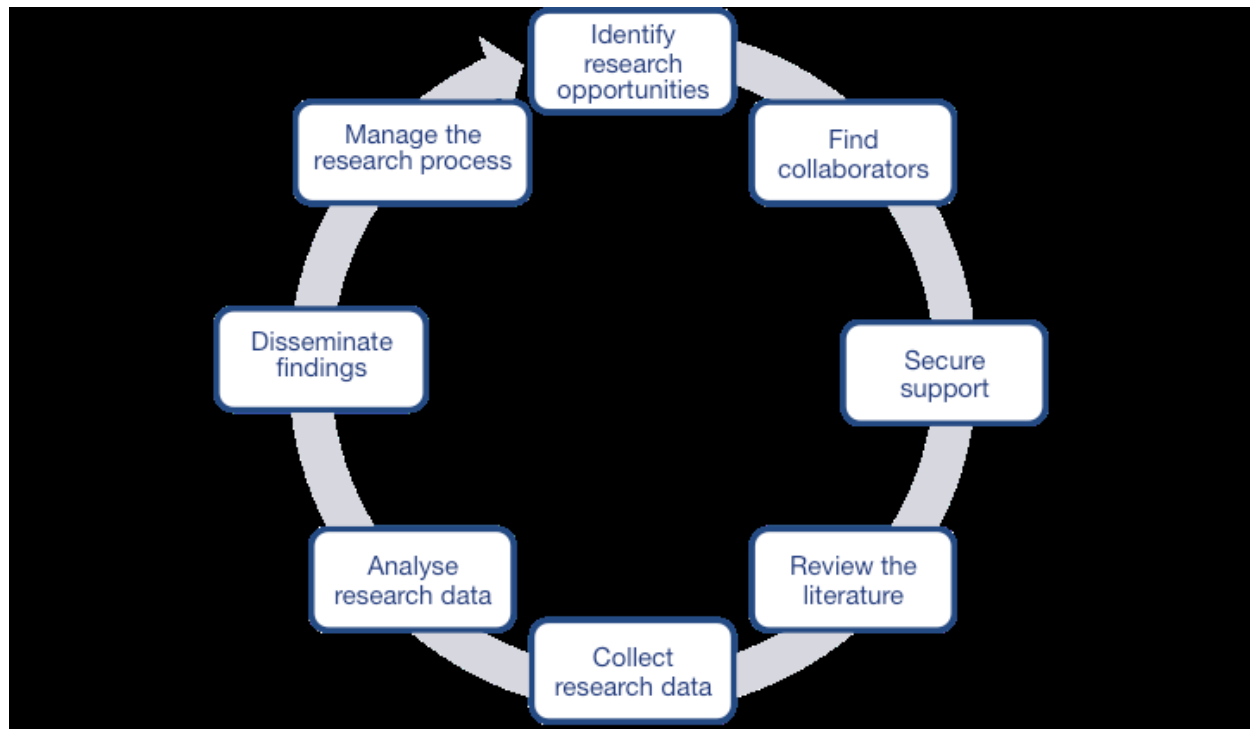 Identify
research
opportunities
Find
collaborators
Secure
support
Review the
literature
Collect
research data
Analyse
research data
Disseminate
findings
Manage the
research process